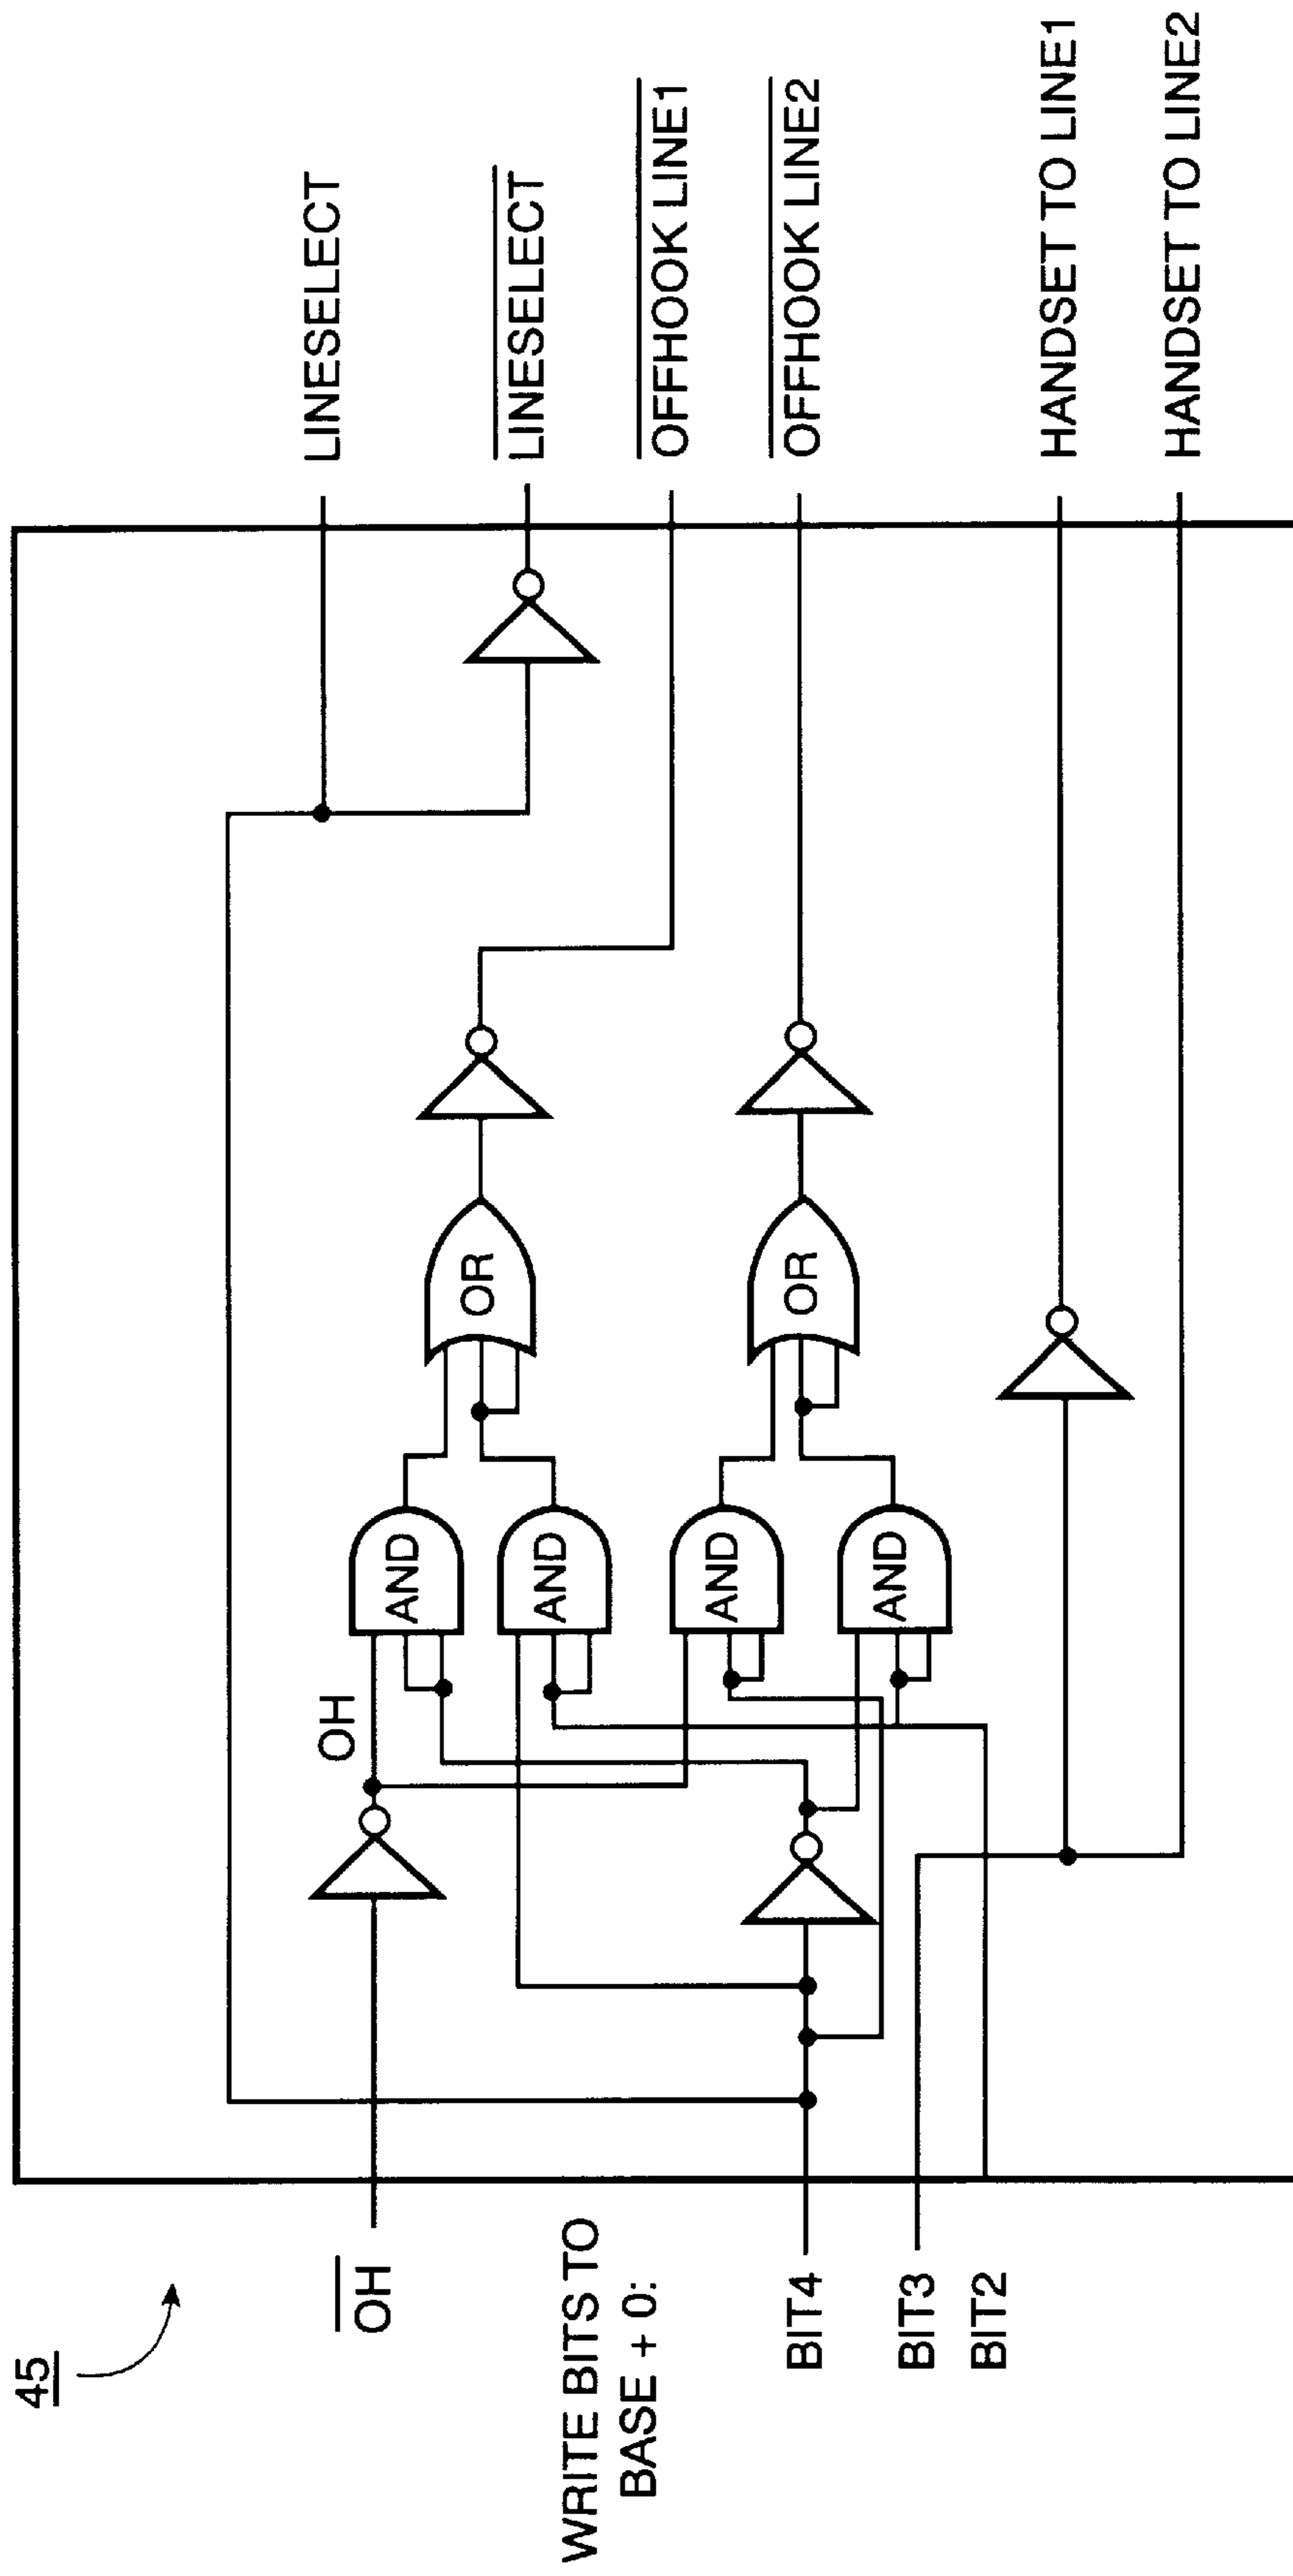 45
OH
WRITE BITS TO
BASE + 0:
BIT4
BIT3
BIT2
OH
AND
AND
AND
AND
OR
OR
LINESELECT
LINESELECT
OFFHOOK LINE1
OFFHOOK LINE2
HANDSET TO LINE1
HANDSET TO LINE2